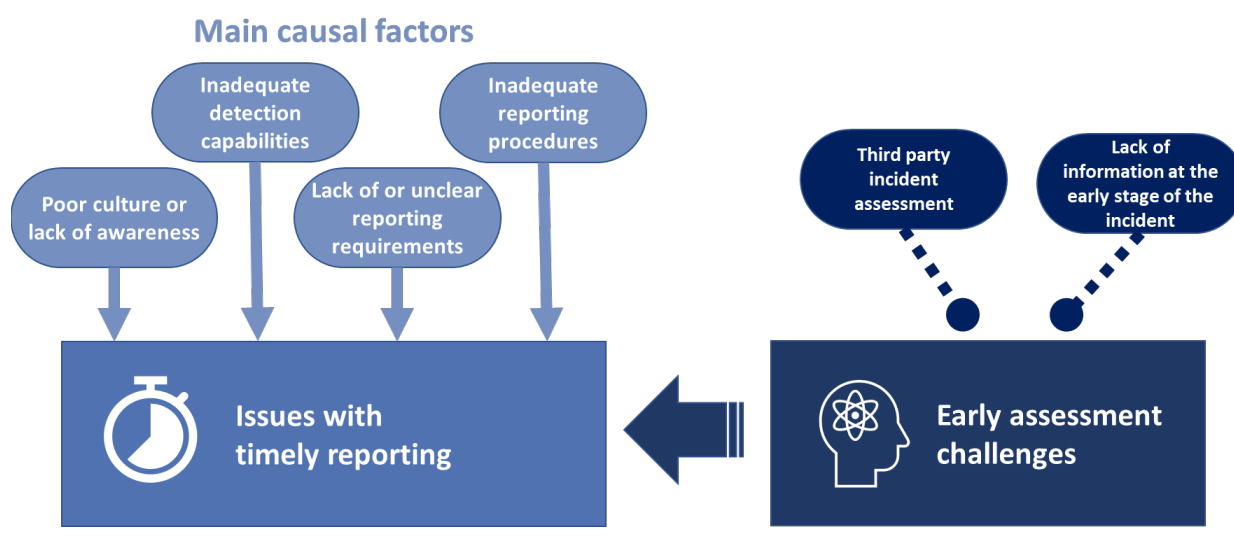 Main causal factors
Inadequate
detection
capabilities
Inadequate
reporting
procedures
Poor culture or
lack of awareness
Lack of or unclear
reporting
requirements
Third party
incident
assessment
Lack of
information at the
early stage of the
incident
Issues with
timely reporting
Early assessment
challenges